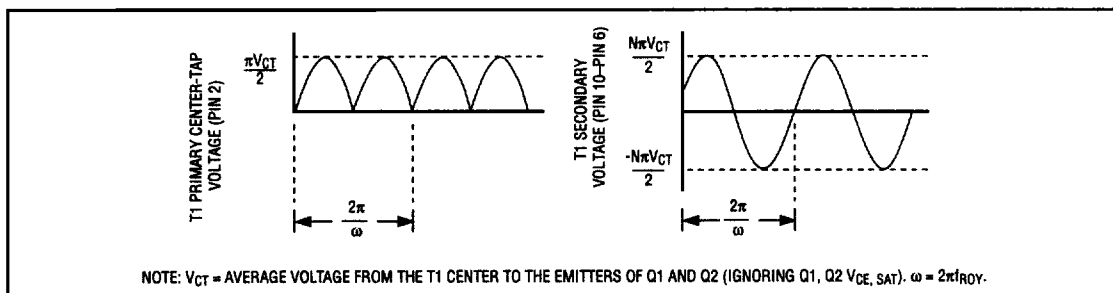 T1 PRIMARY CENTER-TAP
VOLTAGE (PIN 2)
πV_CT
2
2π
ω
T1 SECONDARY
VOLTAGE (PIN 10–PIN 6)
NπV_CT
2
-NπV_CT
2
2π
ω
NOTE: V_CT = AVERAGE VOLTAGE FROM THE T1 CENTER TO THE EMITTERS OF Q1 AND Q2 (IGNORING Q1, Q2 V_CE, SAT). ω = 2πf_ROY.